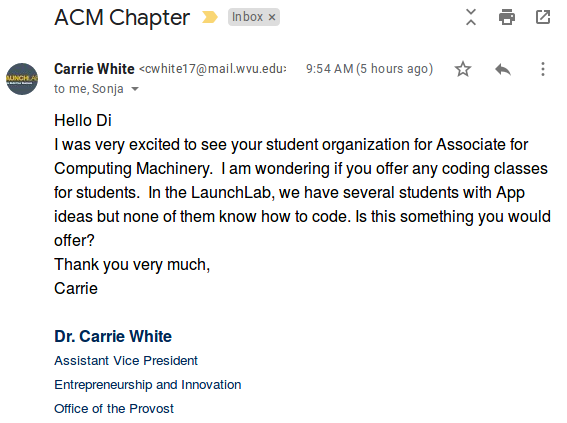 ACM Chapter
Inbox ×
Carrie White <cwhite17@mail.wvu.edu> 9:54 AM (5 hours ago)
to me, Sonja
Hello Di
I was very excited to see your student organization for Associate for
Computing Machinery. I am wondering if you offer any coding classes
for students. In the LaunchLab, we have several students with App
ideas but none of them know how to code. Is this something you would
offer?
Thank you very much,
Carrie
Dr. Carrie White
Assistant Vice President
Entrepreneurship and Innovation
Office of the Provost